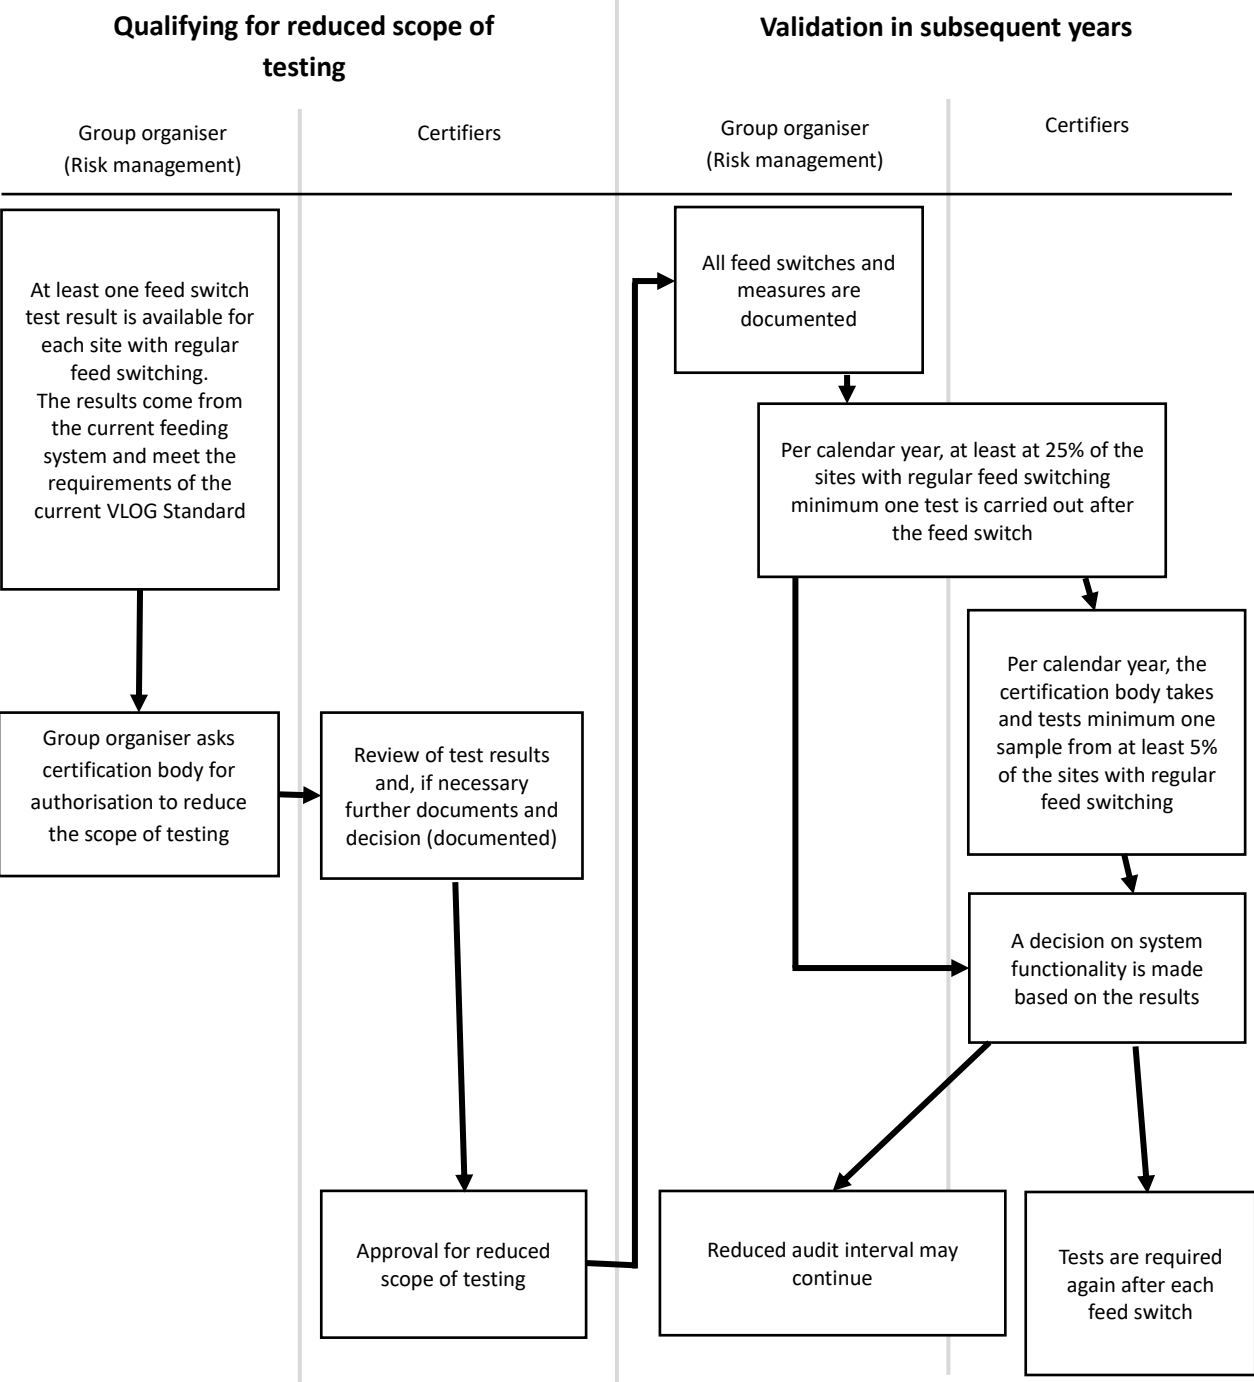 Qualifying for reduced scope of
testing
Validation in subsequent years
Group organiser
(Risk management)
Certifiers
Group organiser
(Risk management)
Certifiers
At least one feed switch
test result is available for
each site with regular
feed switching.
The results come from
the current feeding
system and meet the
requirements of the
current VLOG Standard
Group organiser asks
certification body for
authorisation to reduce
the scope of testing
Review of test results
and, if necessary
further documents and
decision (documented)
Approval for reduced
scope of testing
All feed switches and
measures are
documented
Per calendar year, at least at 25% of the
sites with regular feed switching
minimum one test is carried out after
the feed switch
Per calendar year, the
certification body takes
and tests minimum one
sample from at least 5%
of the sites with regular
feed switching
A decision on system
functionality is made
based on the results
Reduced audit interval may
continue
Tests are required
again after each
feed switch